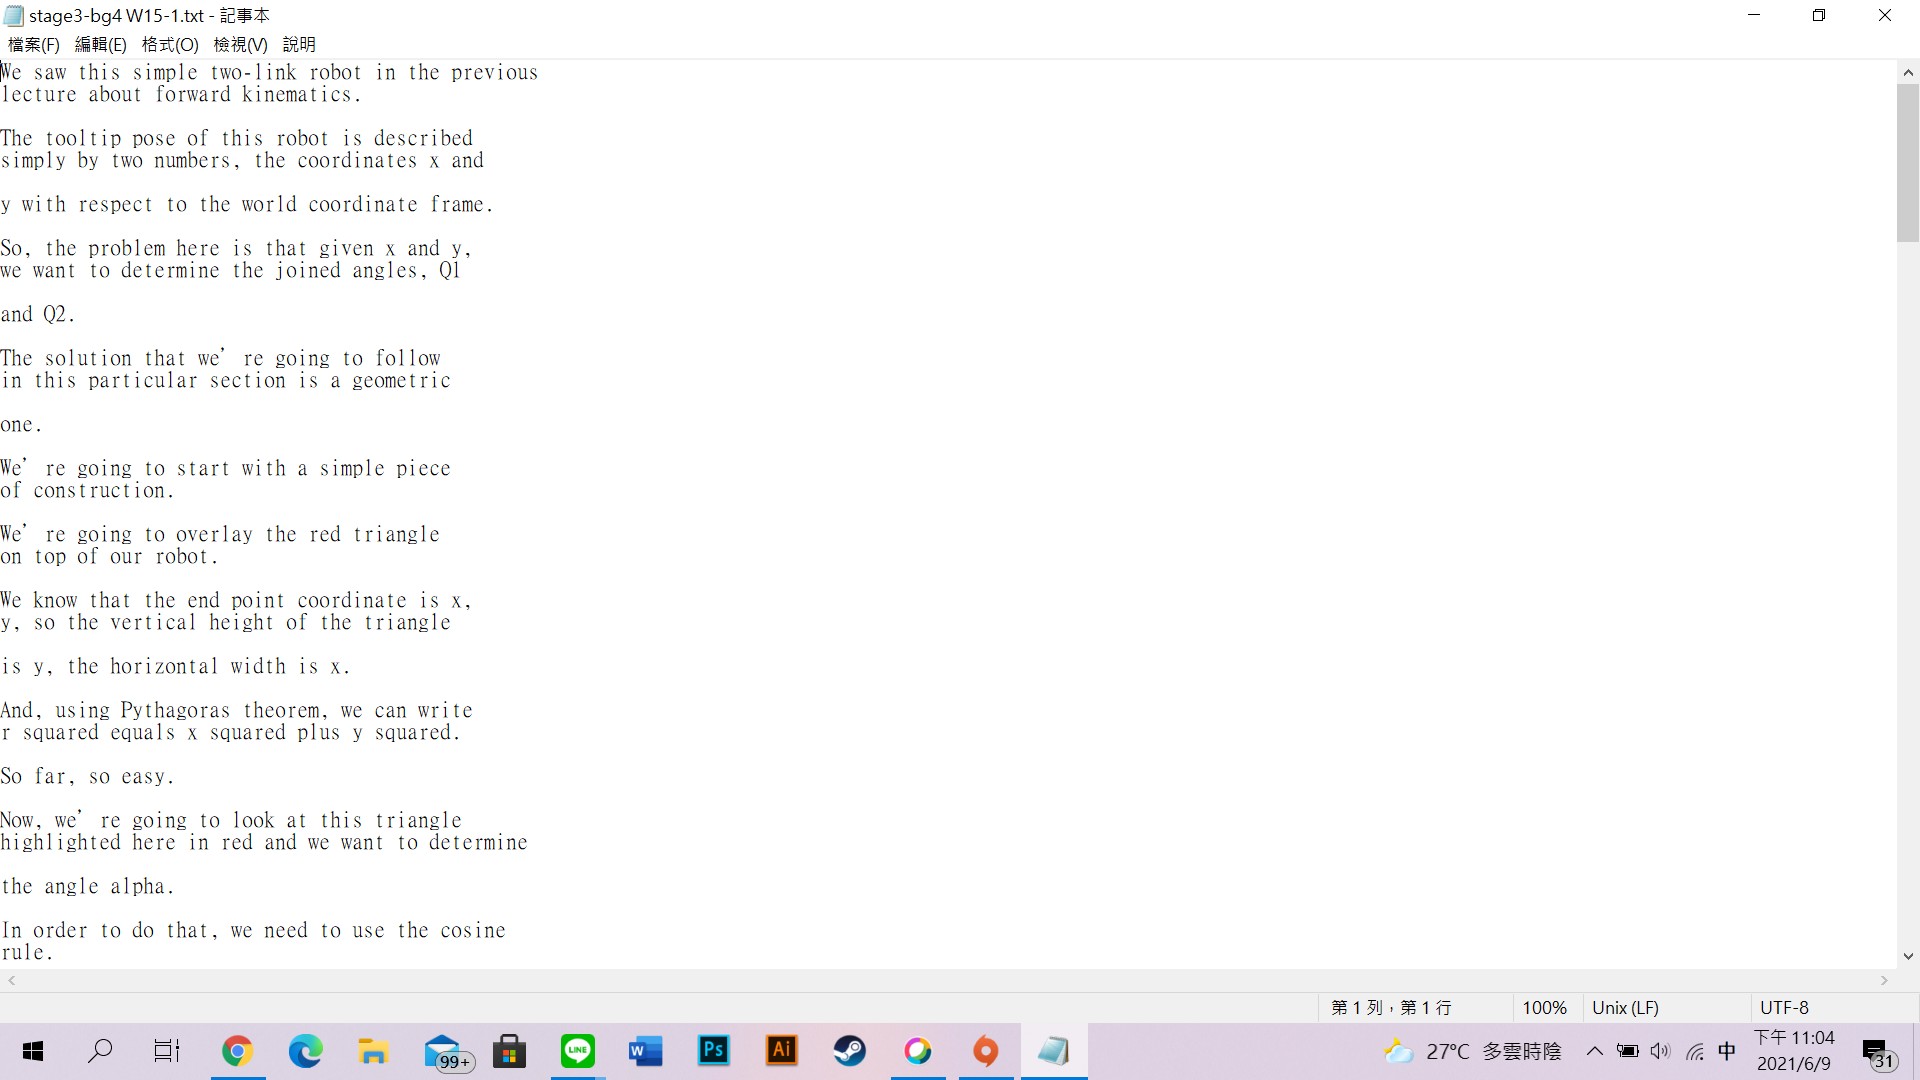 stage3-bg4 W15-1.txt - 記事本
檔案(F) 編輯(E) 格式(O) 檢視(V) 說明
We saw this simple two-link robot in the previous
lecture about forward kinematics.
The tooltip pose of this robot is described
simply by two numbers, the coordinates x and
y with respect to the world coordinate frame.
So, the problem here is that given x and y,
we want to determine the joined angles, Q1
and Q2.
The solution that we’re going to follow
in this particular section is a geometric
one.
We’re going to start with a simple piece
of construction.
We’re going to overlay the red triangle
on top of our robot.
We know that the end point coordinate is x,
y, so the vertical height of the triangle
is y, the horizontal width is x.
And, using Pythagoras theorem, we can write
r squared equals x squared plus y squared.
So far, so easy.
Now, we’re going to look at this triangle
highlighted here in red and we want to determine
the angle alpha.
In order to do that, we need to use the cosine
rule.
第 1 列，第 1 行 100% Unix (LF) UTF-8
99+ LINE W Ps Ai 27°C 多雲時陰 中 下午 11:04
2021/6/9 31